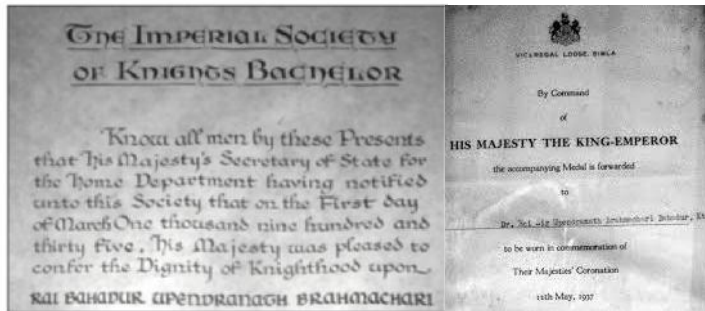 The Imperial Society
of Knights Bachelor
Know all men by these Presents
that His Majesty's Secretary of State for
the Home Department having notified
unto this Society that on the First day
of March One thousand nine hundred and
thirty five, His Majesty was pleased to
confer the Dignity of Knighthood upon
RAI BAHADUR UPENDRANATH BRAHMACHARI
VICEREGAL LODGE, SIMLA
By Command
of
HIS MAJESTY THE KING-EMPEROR
the accompanying Medal is forwarded
to
Dr. Upendranath Brahmachari Bahadur,
to be worn in commemoration of
Their Majesties' Coronation
12th May, 1937